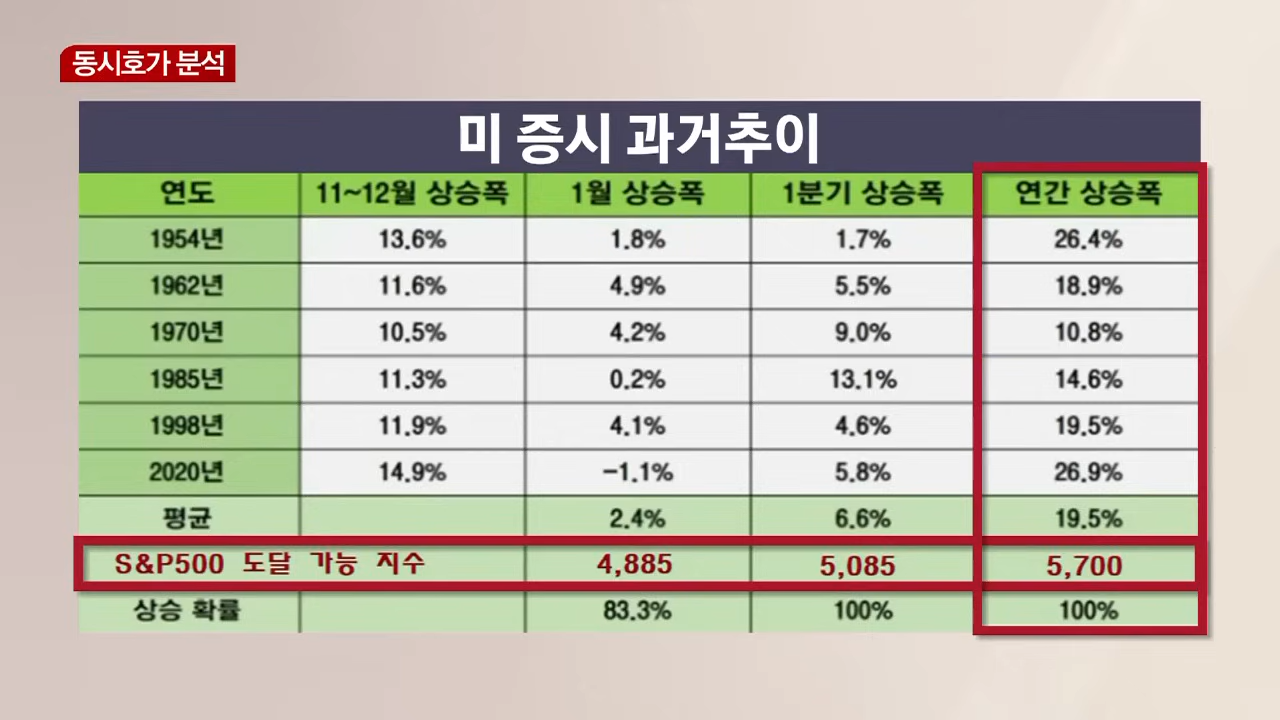 동시호가 분석
미 증시 과거추이
연도 11~12월 상승폭 1월 상승폭 1분기 상승폭 연간 상승폭
1954년 13.6% 1.8% 1.7% 26.4%
1962년 11.6% 4.9% 5.5% 18.9%
1970년 10.5% 4.2% 9.0% 10.8%
1985년 11.3% 0.2% 13.1% 14.6%
1998년 11.9% 4.1% 4.6% 19.5%
2020년 14.9% -1.1% 5.8% 26.9%
평균 2.4% 6.6% 19.5%
S&P500 도달 가능 지수 4,885 5,085 5,700
상승 확률 83.3% 100% 100%